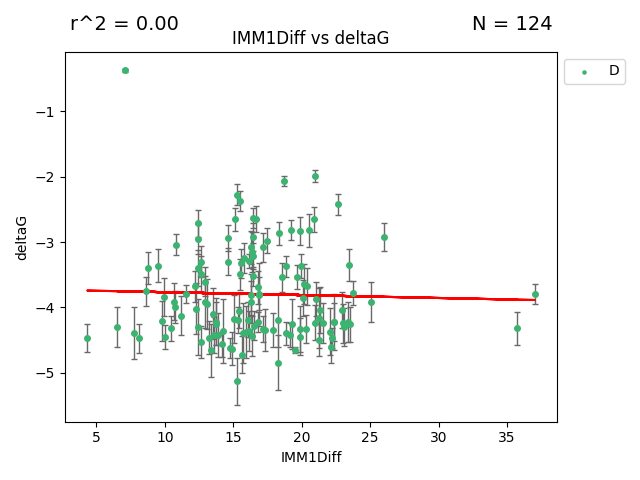 r^2 = 0.00 N = 124
IMM1Diff vs deltaG
D
−1
−2
−3
−4
−5
deltaG
5 10 15 20 25 30 35
IMM1Diff